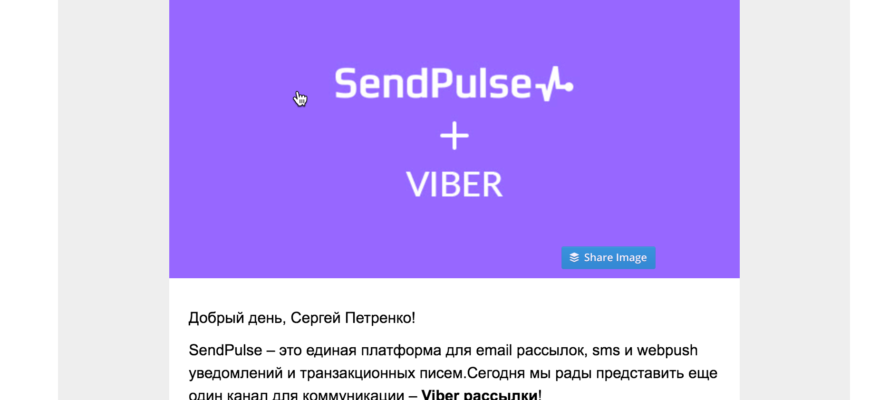 SendPulse
+
VIBER
Share Image
Добрый день, Сергей Петренко!
SendPulse – это единая платформа для email рассылок, sms и webpush
уведомлений и транзакционных писем.Сегодня мы рады представить еще
один канал для коммуникации – Viber рассылки!